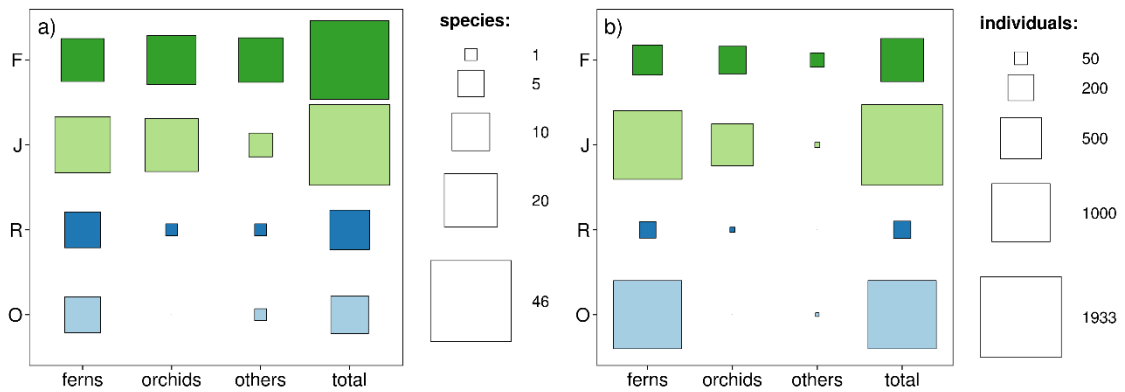 a)
F
J
R
O
ferns orchids others total
species:
1
5
10
20
46
b)
F
J
R
O
ferns orchids others total
individuals:
50
200
500
1000
1933